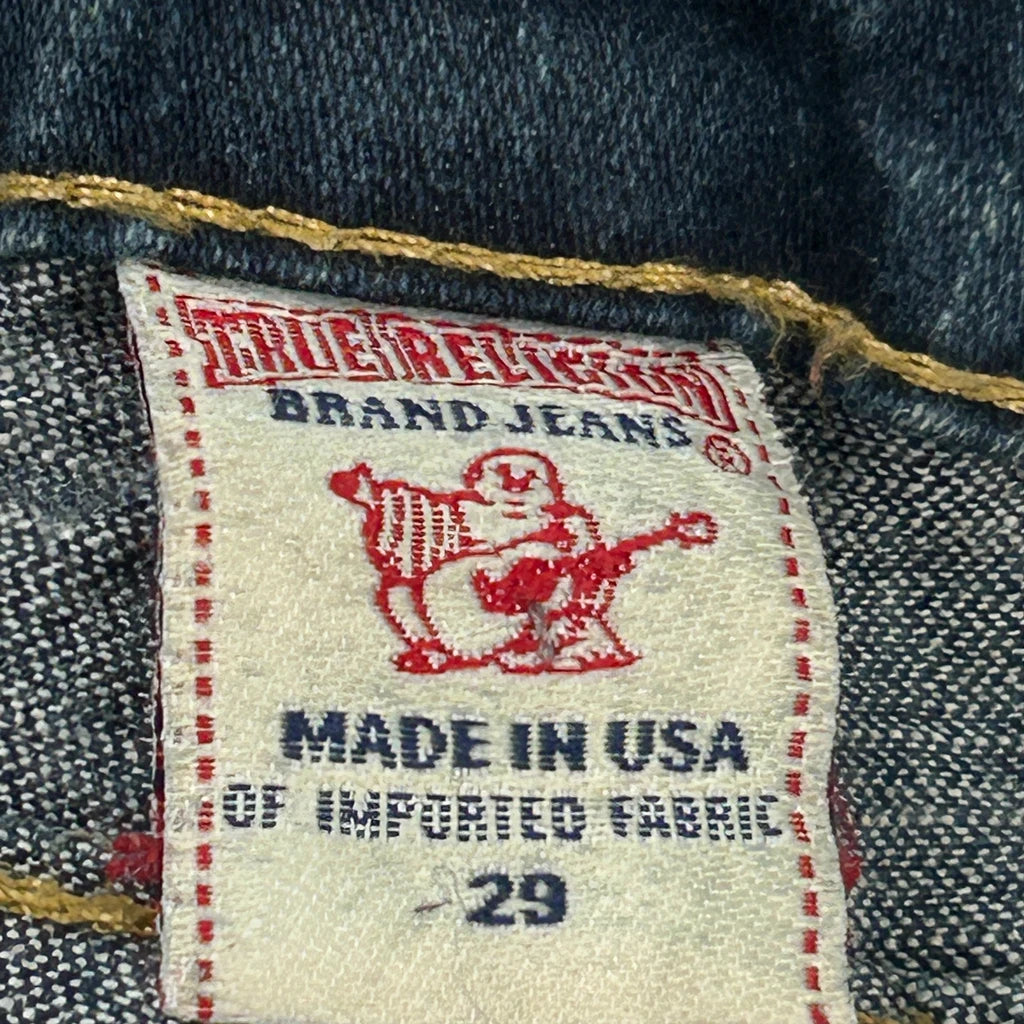 TRUE RELIGION
BRAND JEANS
®
MADE IN USA
OF IMPORTED FABRIC
29